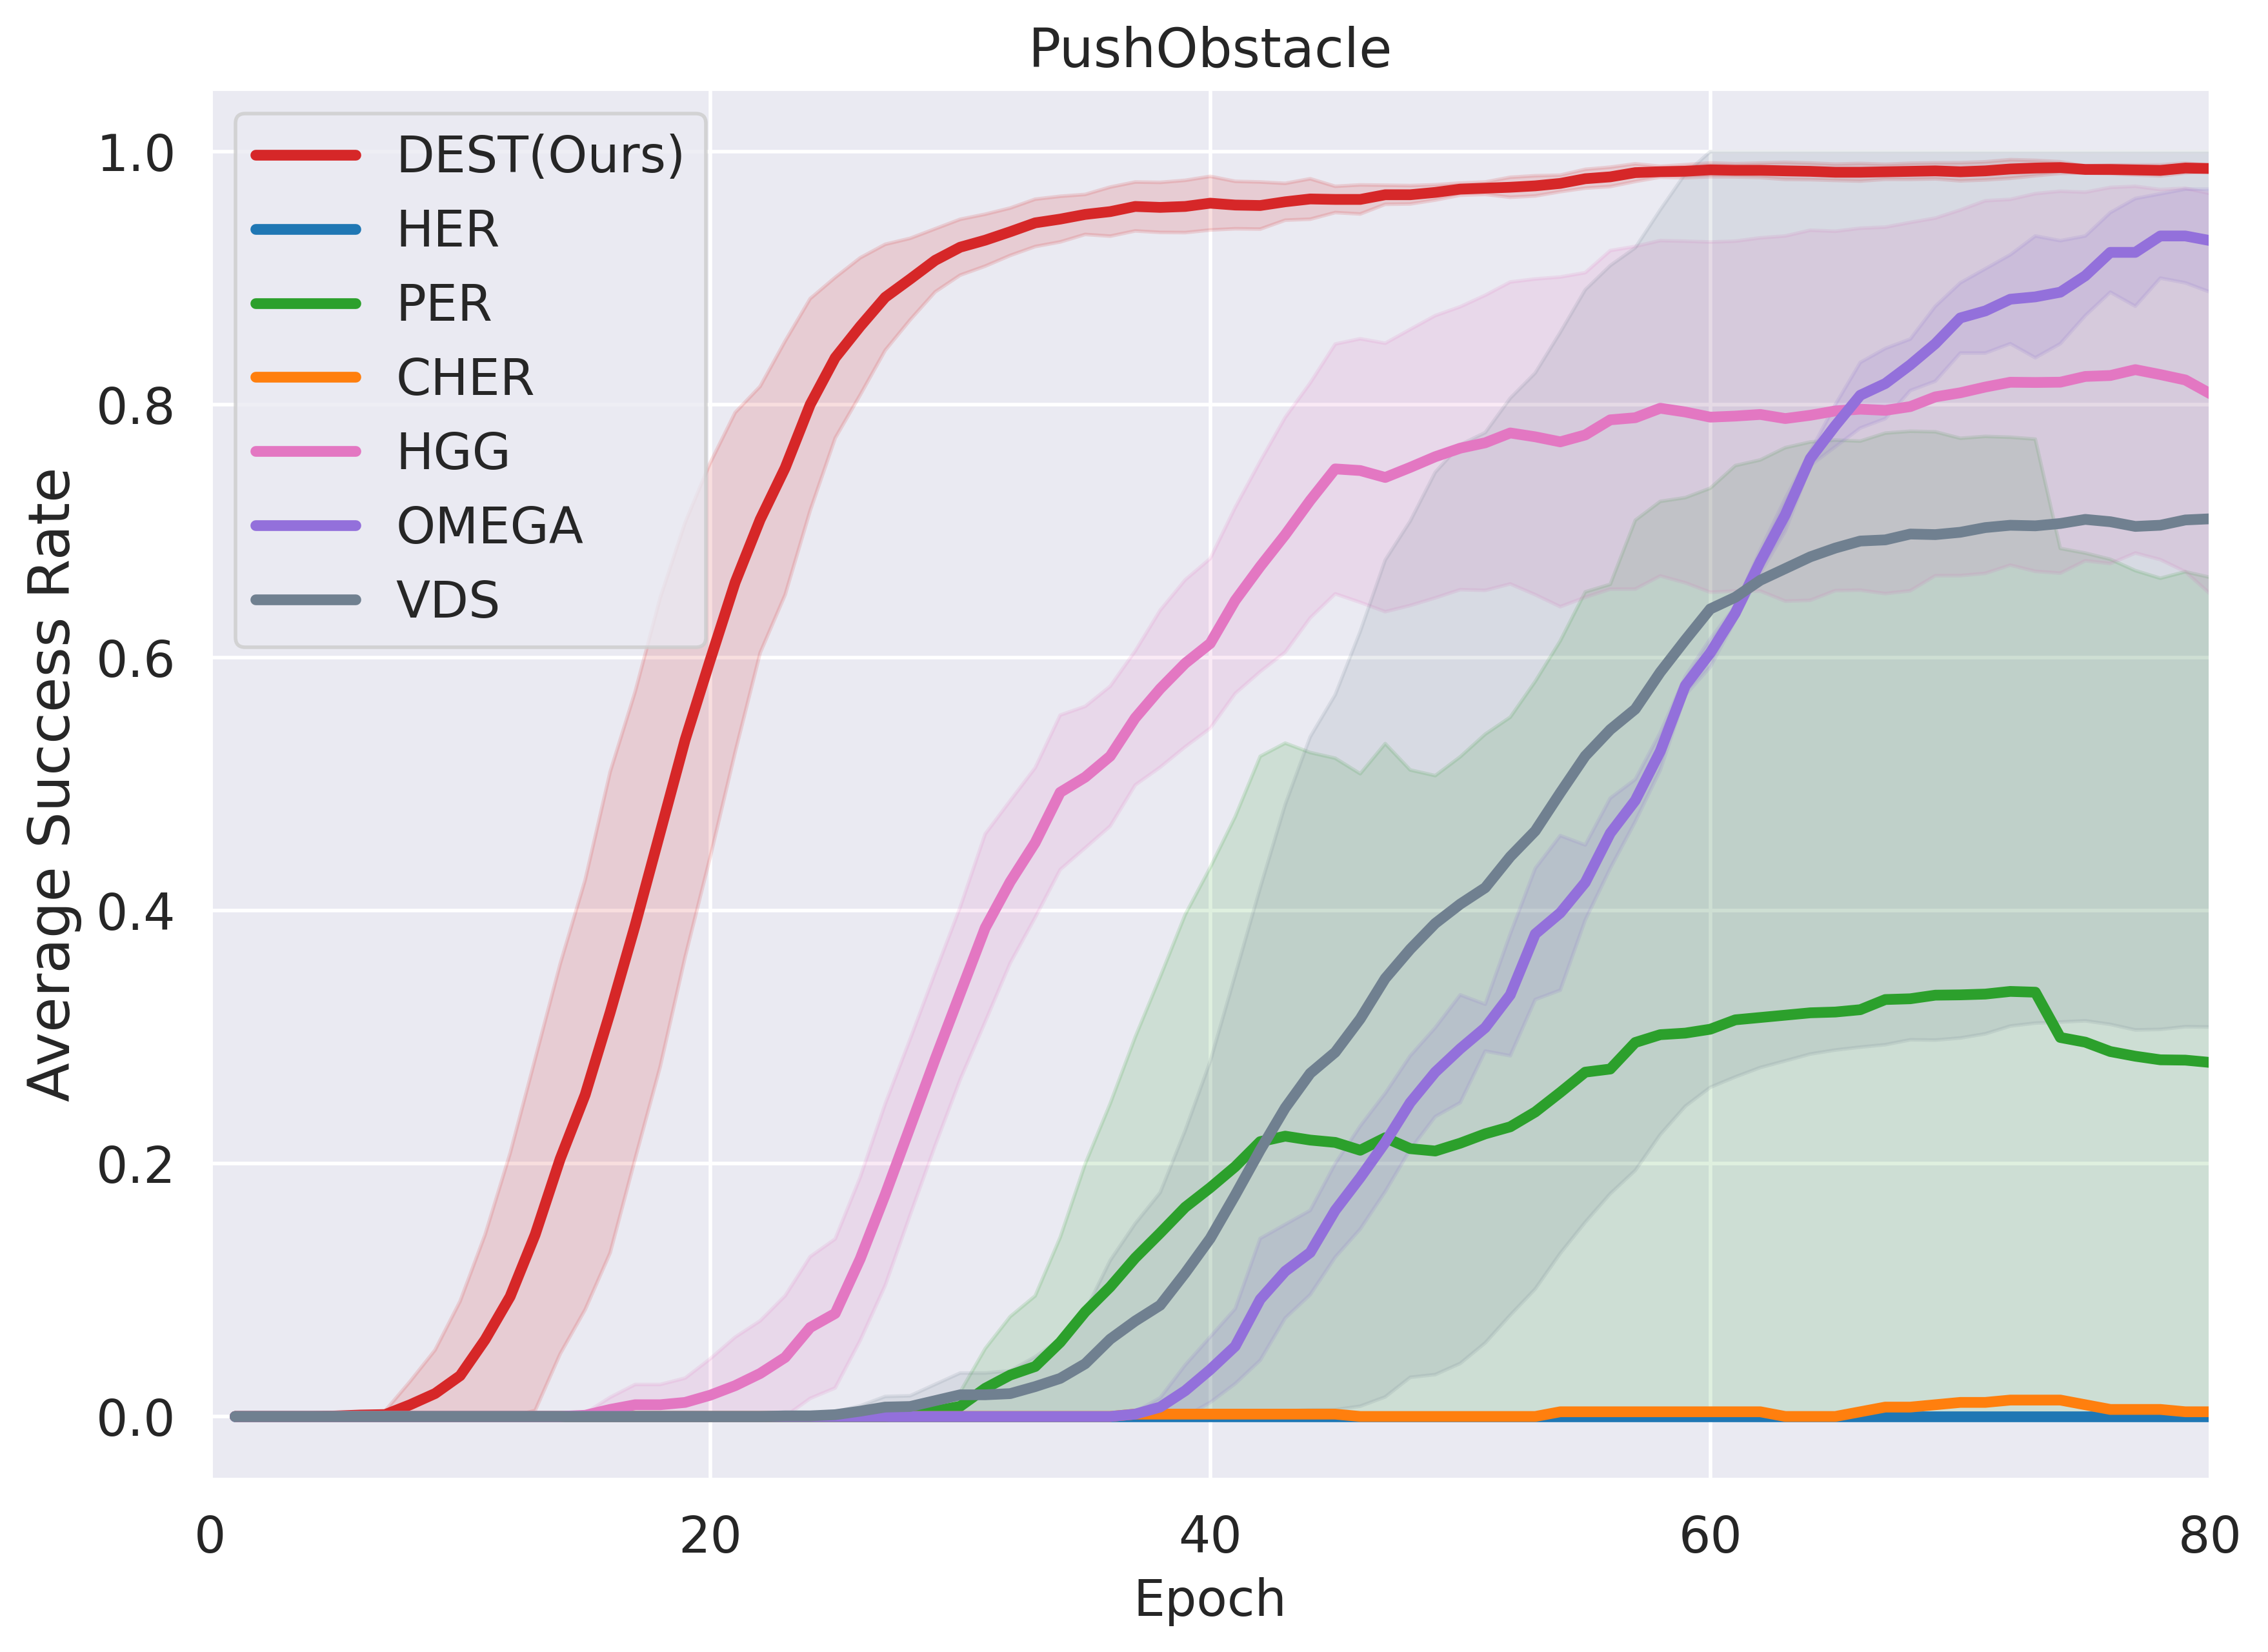 PushObstacle
Average Success Rate
1.0
0.8
0.6
0.4
0.2
0.0
DEST(Ours)
HER
PER
CHER
HGG
OMEGA
VDS
0 20 40 60 80
Epoch